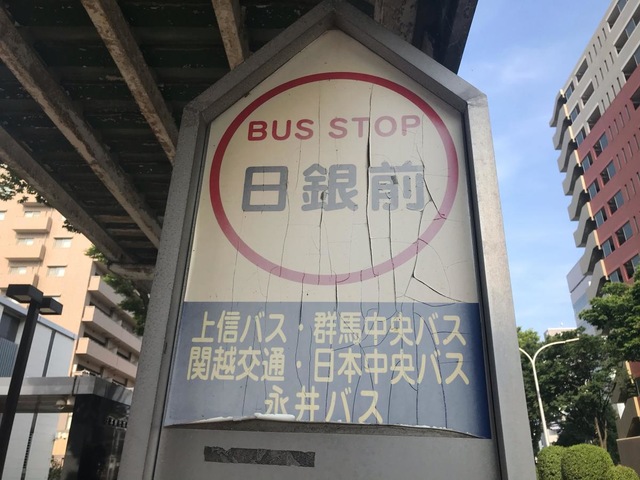 BUS STOP
日銀前
上信バス・群馬中央バス
関越交通・日本中央バス
永井バス